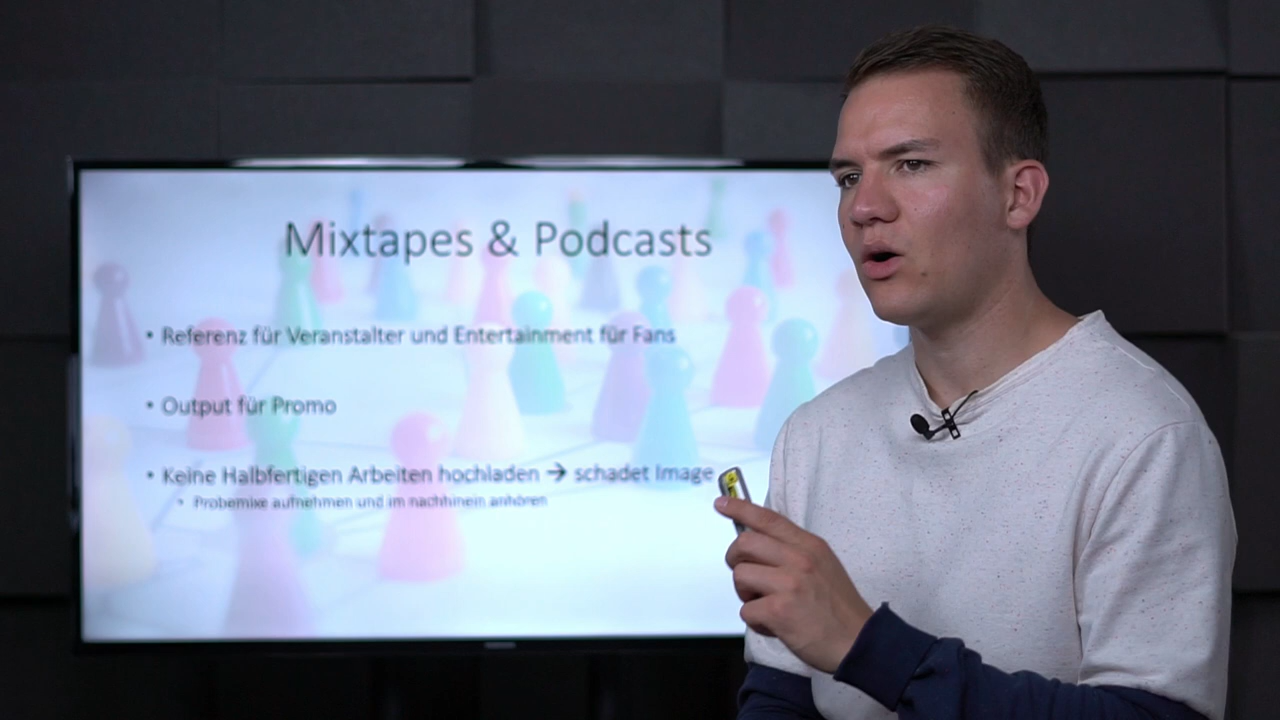 Mixtapes & Podcasts
• Referenz für Veranstalter und Entertainment für Fans
• Output für Promo
• Keine Halbfertigen Arbeiten hochladen → schadet Image
• Probemixe aufnehmen und im nachhinein anhören